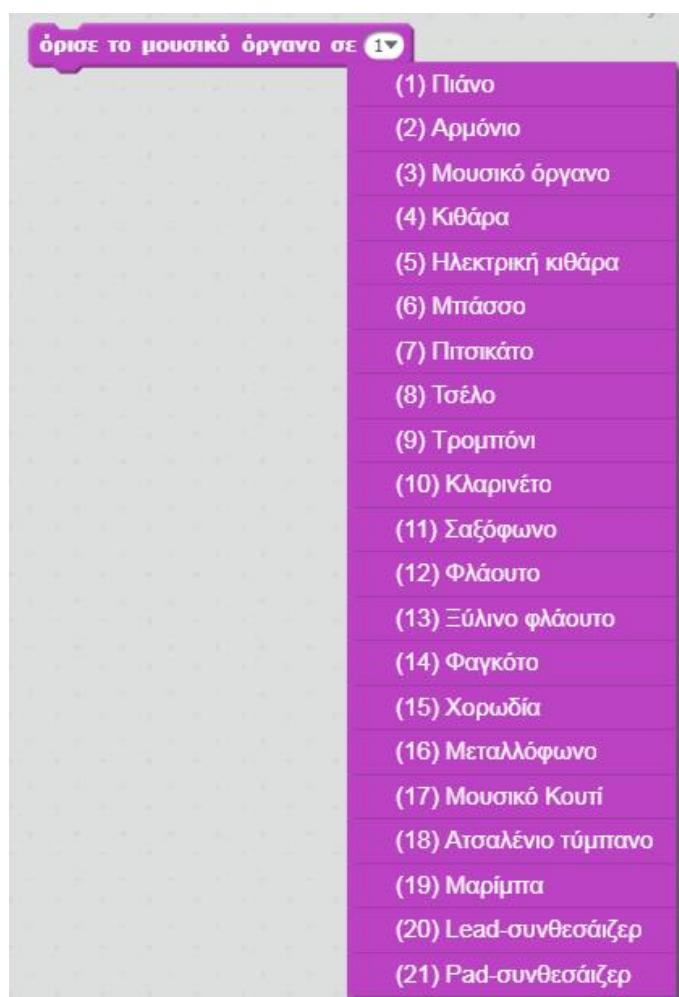 όρισε το μουσικό όργανο σε 1▾
(1) Πιάνο
(2) Αρμόνιο
(3) Μουσικό όργανο
(4) Κιθάρα
(5) Ηλεκτρική κιθάρα
(6) Μπάσσο
(7) Πιτσικάτο
(8) Τσέλο
(9) Τρομπόνι
(10) Κλαρινέτο
(11) Σαξόφωνο
(12) Φλάουτο
(13) Ξύλινο φλάουτο
(14) Φαγκότο
(15) Χορωδία
(16) Μεταλλόφωνο
(17) Μουσικό Κουτί
(18) Ατσαλένιο τύμπανο
(19) Μαρίμπα
(20) Lead-συνθεσάιζερ
(21) Pad-συνθεσάιζερ